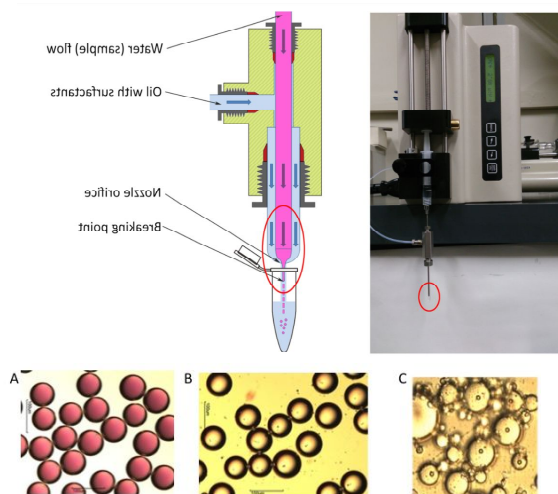 Water (sample) flow
Oil with surfactants
Nozzle orifice
Breaking point
A
B
C